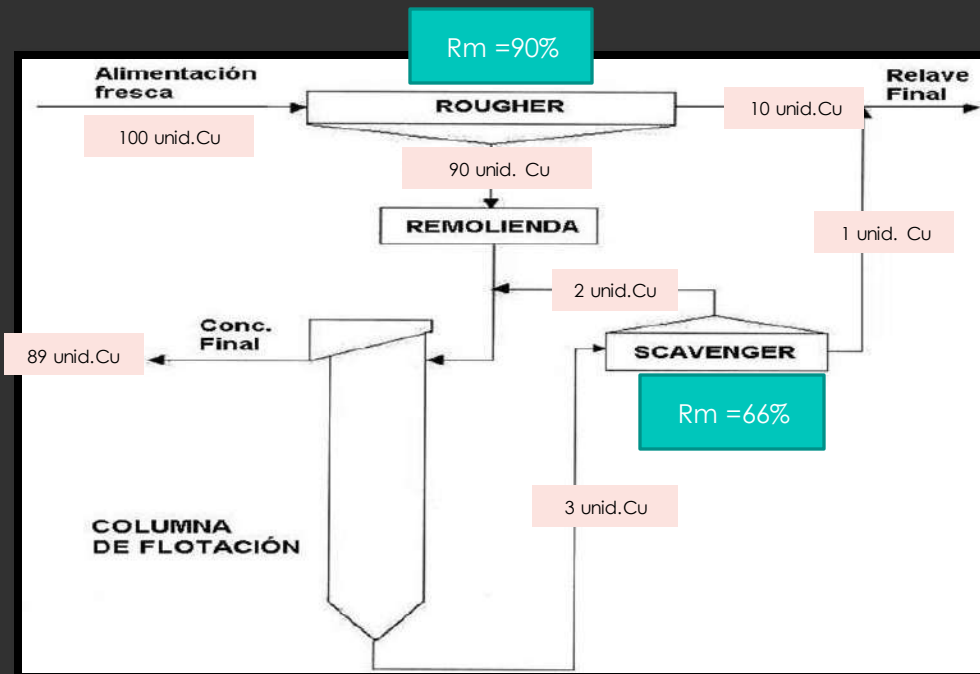 Rm =90%
Alimentación
fresca
ROUGHER
Relave
Final
10 unid.Cu
100 unid.Cu
90 unid. Cu
REMOLIENDA
1 unid. Cu
2 unid.Cu
Conc.
Final
89 unid.Cu
SCAVENGER
Rm =66%
3 unid.Cu
COLUMNA
DE FLOTACIÓN